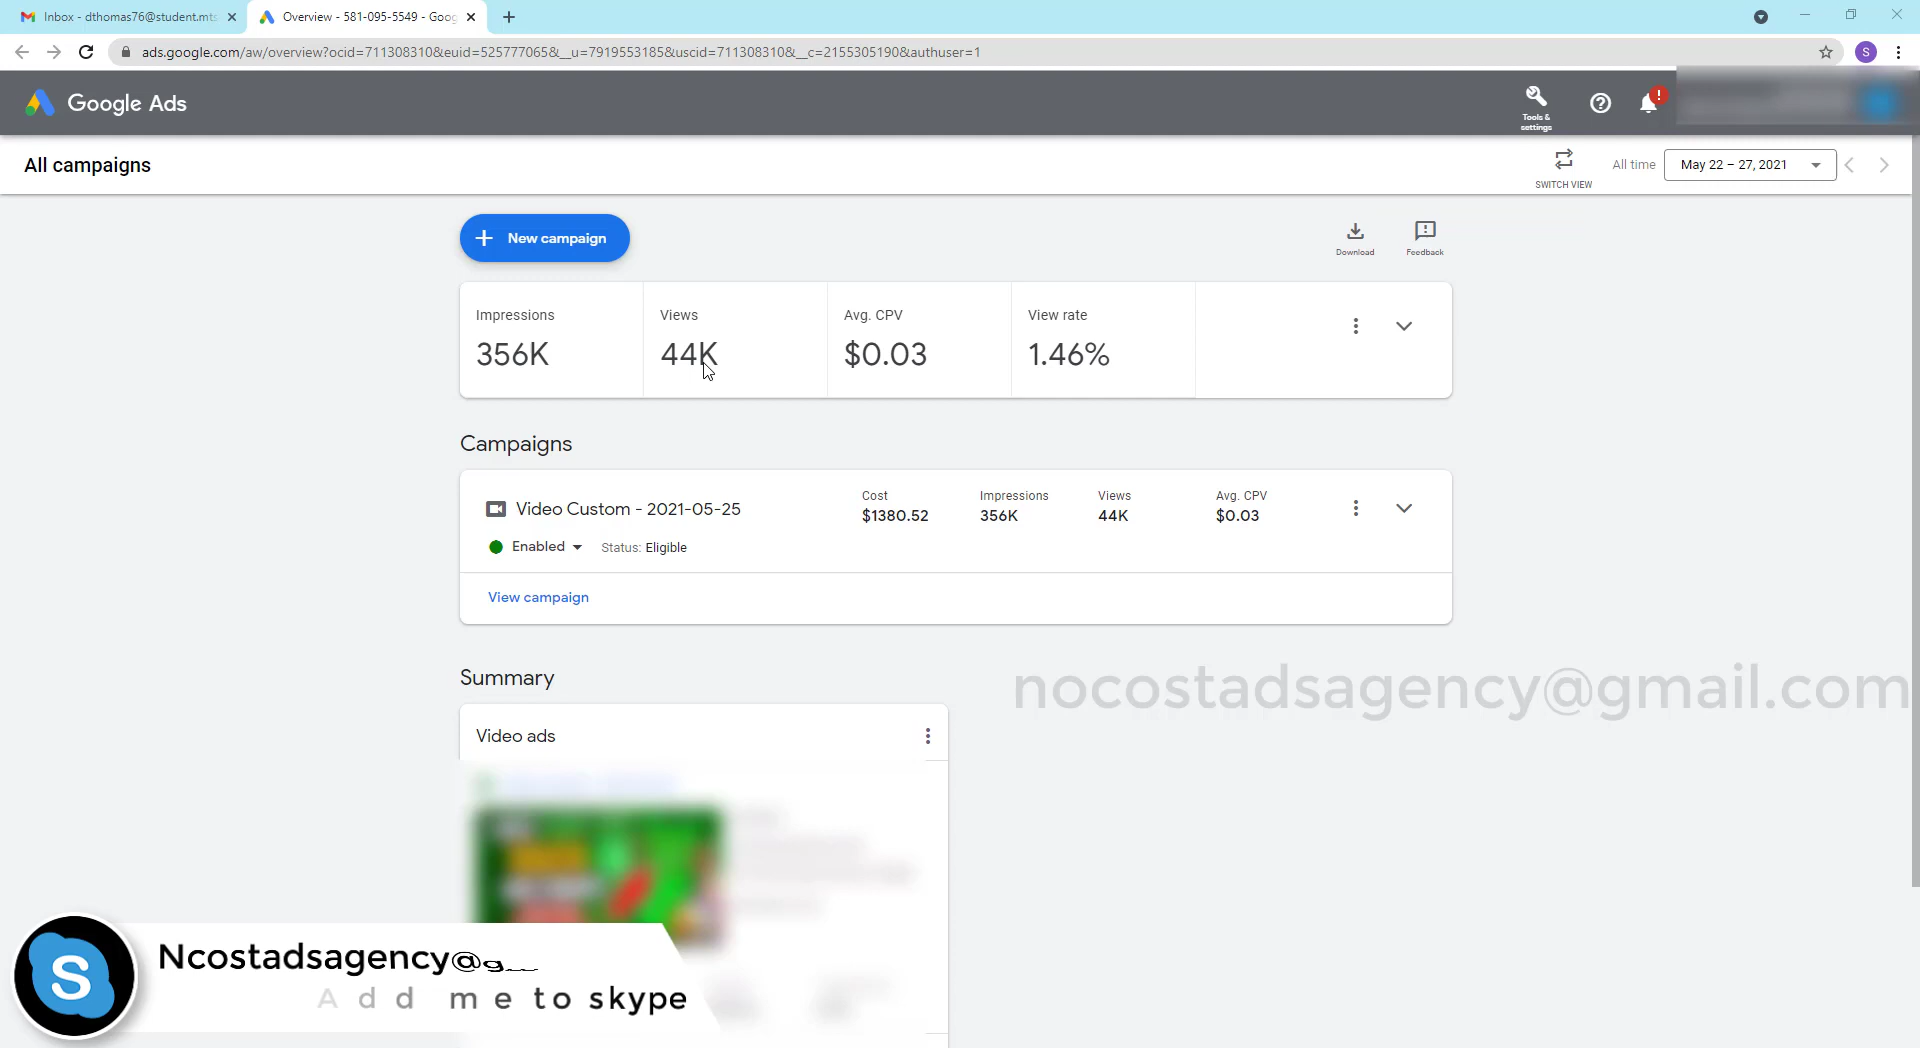 Inbox - dthomas76@student.mts
Overview - 581-095-5549 - Goog
ads.google.com/aw/overview?ocid=711308310&euid=525777065&__u=7919553185&uscid=711308310&__c=2155305190&authuser=1
S
Google Ads
Tools &
settings
!
All campaigns
SWITCH VIEW
All time
May 22 – 27, 2021
New campaign
Download
Feedback
Impressions
356K
Views
44K
Avg. CPV
$0.03
View rate
1.46%
Campaigns
Video Custom - 2021-05-25
Cost
$1380.52
Impressions
356K
Views
44K
Avg. CPV
$0.03
Enabled
Status: Eligible
View campaign
Summary
nocostadsagency@gmail.com
Video ads
S
Ncostadsagency@g
Add me to skype